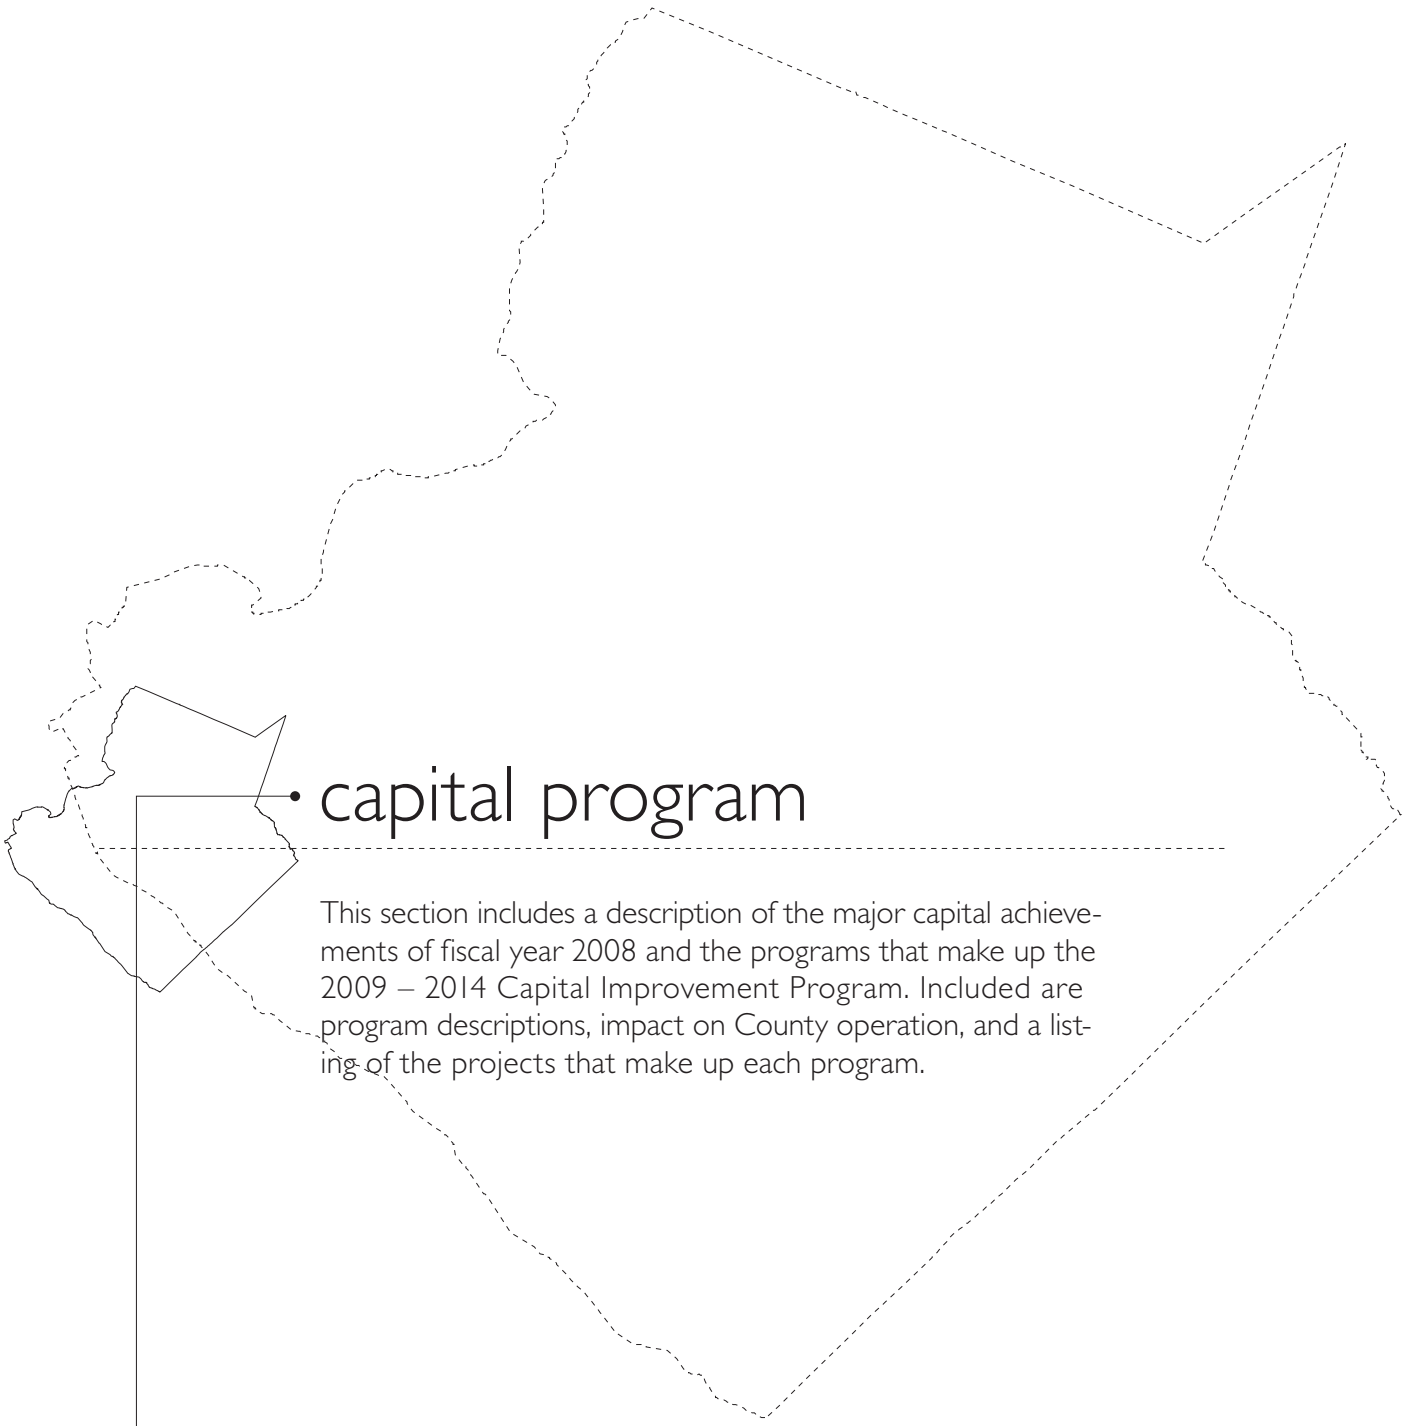 capital program
This section includes a description of the major capital achieve-
ments of fiscal year 2008 and the programs that make up the
2009 – 2014 Capital Improvement Program. Included are
program descriptions, impact on County operation, and a list-
ing of the projects that make up each program.